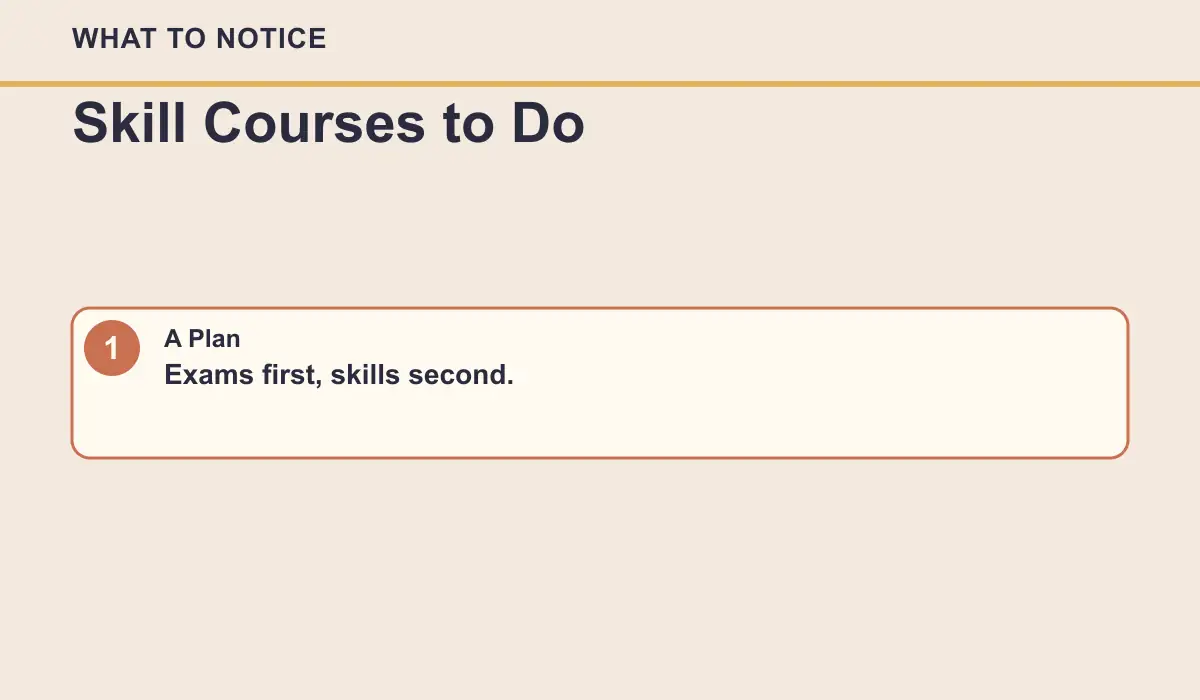 WHAT TO NOTICE
Skill Courses to Do
1
A Plan
Exams first, skills second.